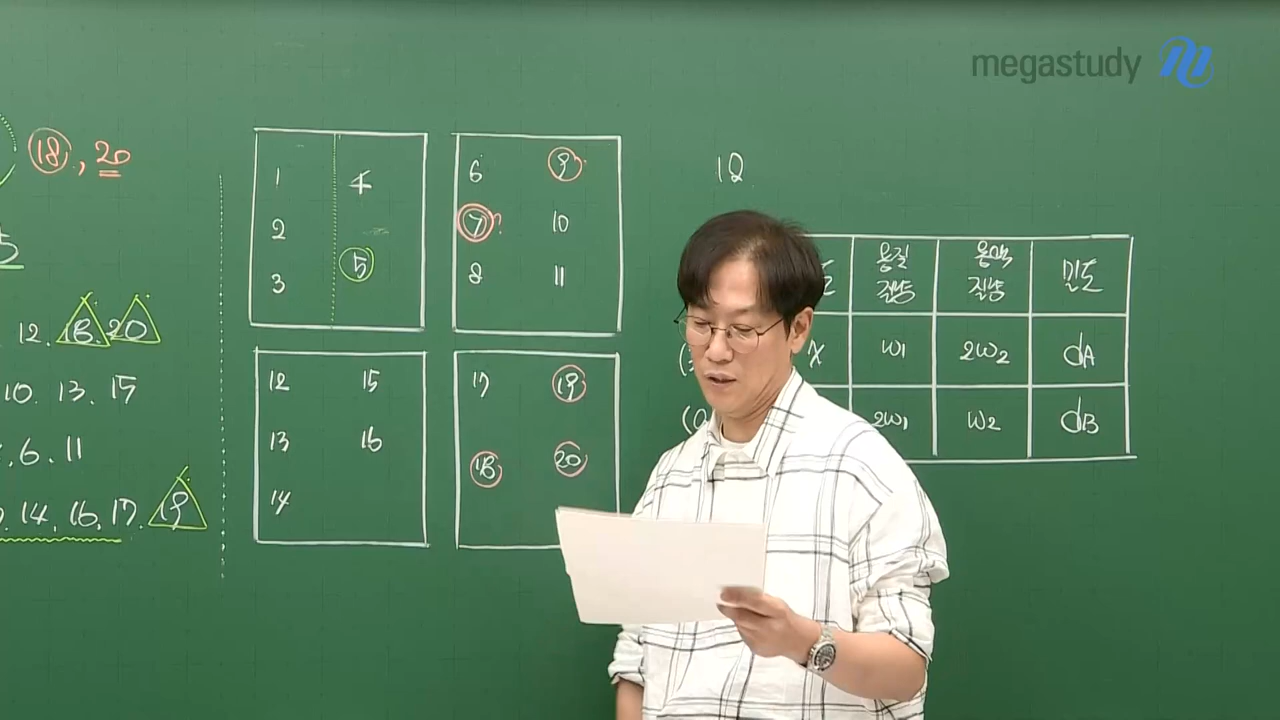 megastudy
18, 20
5
12. 18. 20
10. 13. 15
6. 11
14. 16. 17. 19
1 4
2
5
3
6 9
7 ? 10
8 11
12 15
13 16
14
17 19
18 20
12
용질 질량 용액 질량 밀도
x w1 2w2 dA
2w1 w2 dB